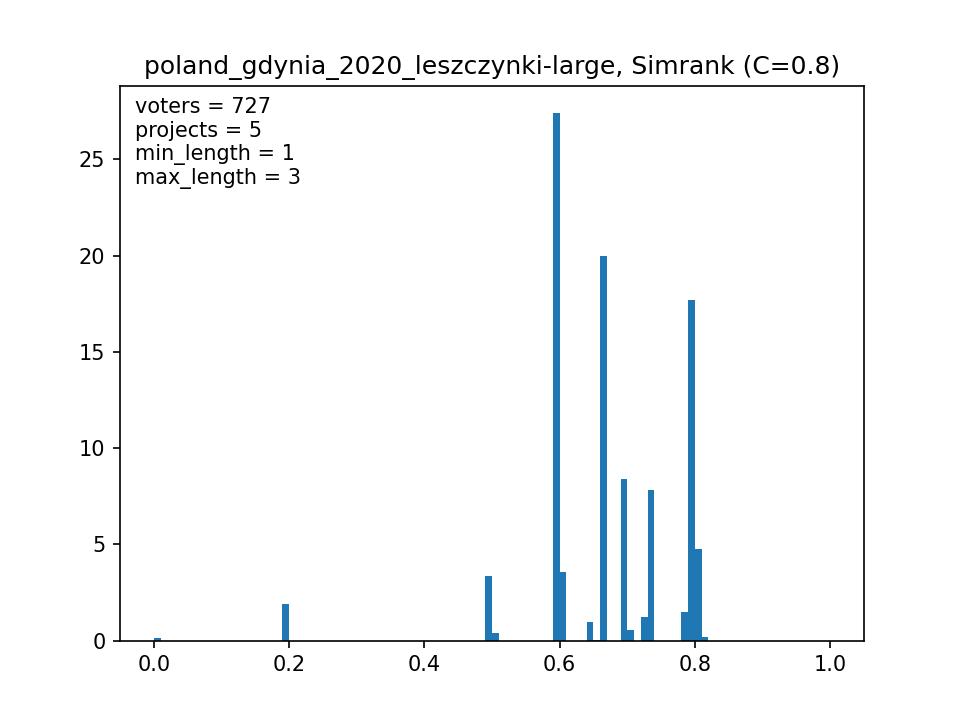 poland_gdynia_2020_leszczynki-large, Simrank (C=0.8)
voters = 727
projects = 5
min_length = 1
max_length = 3
25
20
15
10
5
0
0.0 0.2 0.4 0.6 0.8 1.0